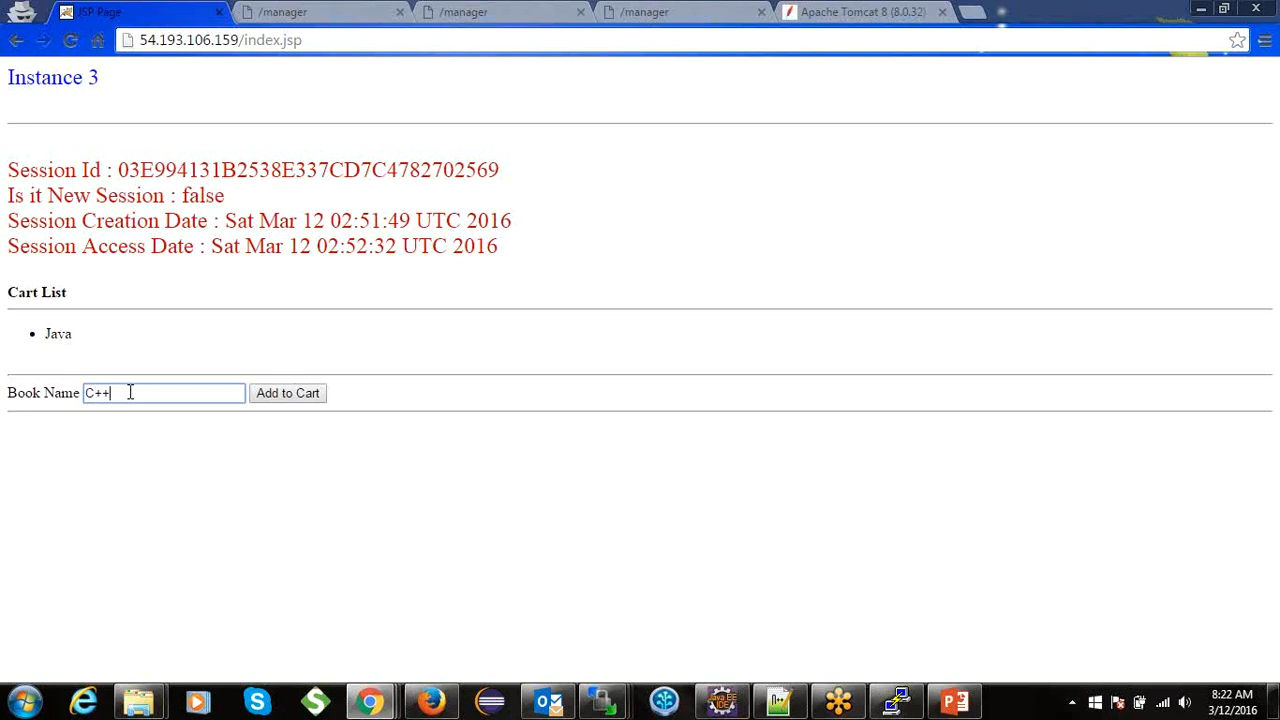 JSP Page
/manager
/manager
/manager
Apache Tomcat 8 (8.0.32)
54.193.106.159/index.jsp
Instance 3
Session Id : 03E994131B2538E337CD7C4782702569
Is it New Session : false
Session Creation Date : Sat Mar 12 02:51:49 UTC 2016
Session Access Date : Sat Mar 12 02:52:32 UTC 2016
Cart List
Java
Book Name C++ Add to Cart
Java EE
IDE
8:22 AM
3/12/2016